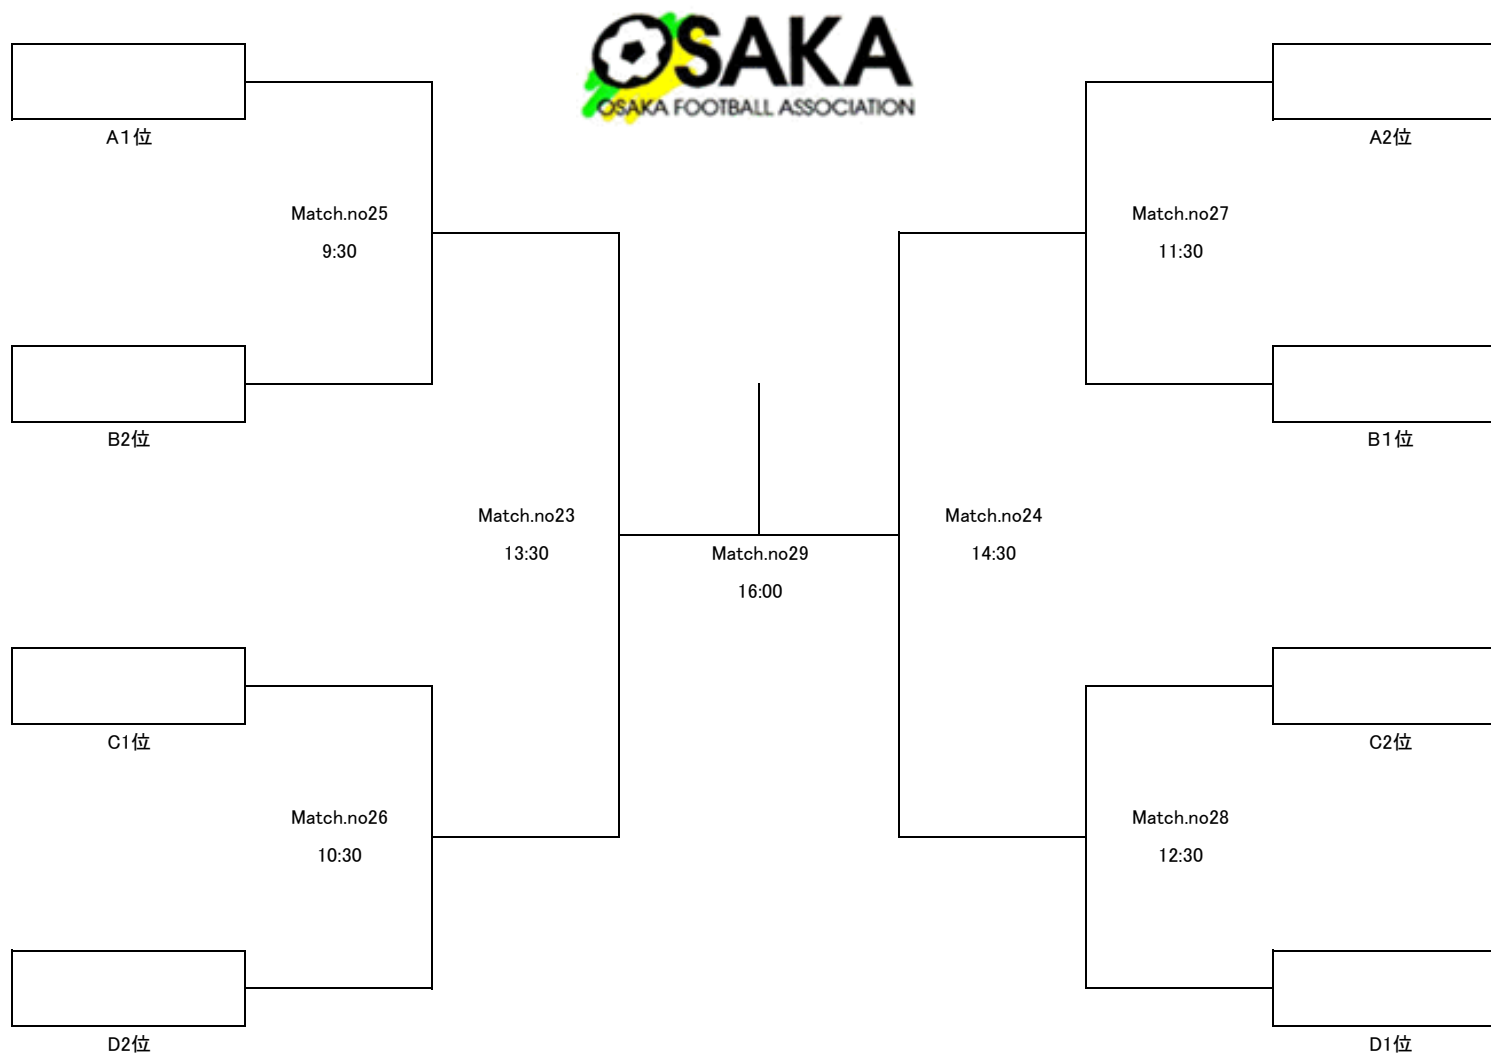 OSAKA
OSAKA FOOTBALL ASSOCIATION
A1位
A2位
Match.no25
9:30
Match.no27
11:30
B2位
B1位
Match.no23
13:30
Match.no24
14:30
Match.no29
16:00
C1位
C2位
Match.no26
10:30
Match.no28
12:30
D2位
D1位